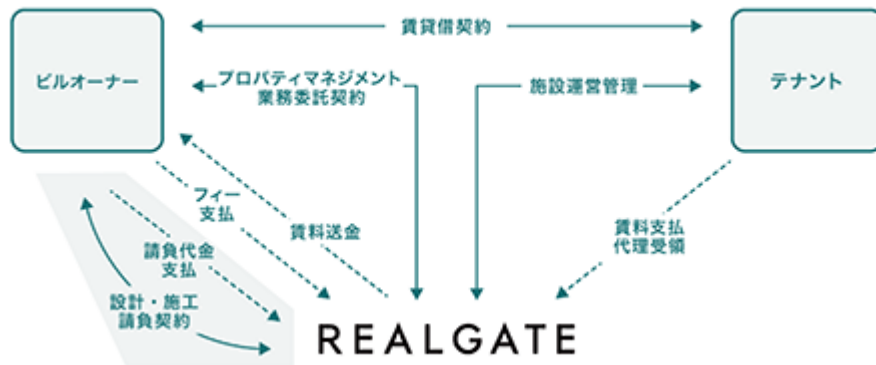 賃貸借契約
ビルオーナー
プロパティマネジメント
業務委託契約
施設運営管理
テナント
フィー
支払
賃料送金
賃料支払
代理受領
請負代金
支払
設計・施工
請負契約
REALGATE